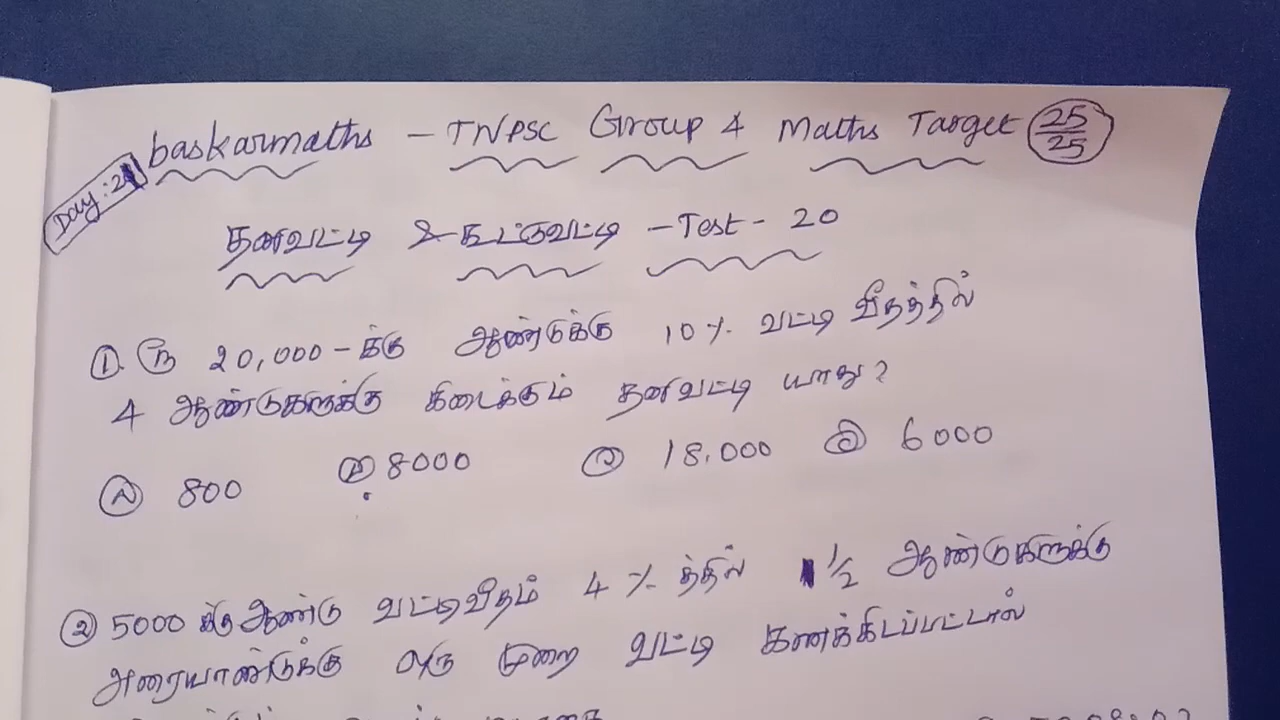 baskarmaths - TNPSC Group 4 Maths Target 25/25
Day: 21
தனிவட்டி & கூட்டுவட்டி - Test - 20
① ரூ 20,000 - க்கு ஆண்டுக்கு 10% வட்டி வீதத்தில்
4 ஆண்டுகளுக்கு கிடைக்கும் தனிவட்டி யாது?
Ⓐ 800 Ⓑ 8000 Ⓒ 18,000 Ⓓ 6000
② 5000 க்கு ஆண்டு வட்டிவீதம் 4% த்தில் 1/2 ஆண்டுகளுக்கு
அரையாண்டுக்கு ஒரு முறை வட்டி கணக்கிடப்பட்டால்